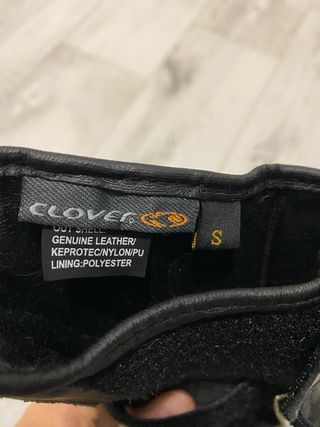 CLOVER
S
OUT SHELL:
GENUINE LEATHER/
KEPROTEC/NYLON/PU
LINING:POLYESTER